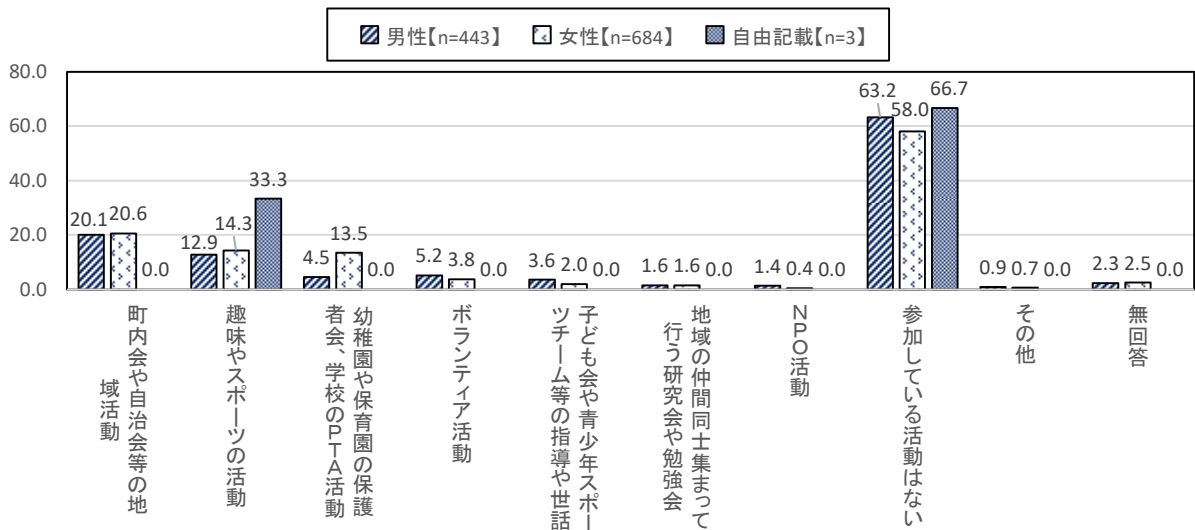 男性【n=443】 女性【n=684】 自由記載【n=3】
80.0
60.0
40.0
20.0
0.0
20.1 20.6 0.0
12.9 14.3 33.3
4.5 13.5 0.0
5.2 3.8 0.0
3.6 2.0 0.0
1.6 1.6 0.0
1.4 0.4 0.0
63.2 58.0 66.7
0.9 0.7 0.0
2.3 2.5 0.0
町内会や自治会等の地
域活動
趣味やスポーツの活動
幼稚園や保育園の保護
者会、学校のPTA活動
ボランティア活動
子ども会や青少年スポー
ツチーム等の指導や世話
地域の仲間同士集まって
行う研究会や勉強会
NPO活動
参加している活動はない
その他
無回答